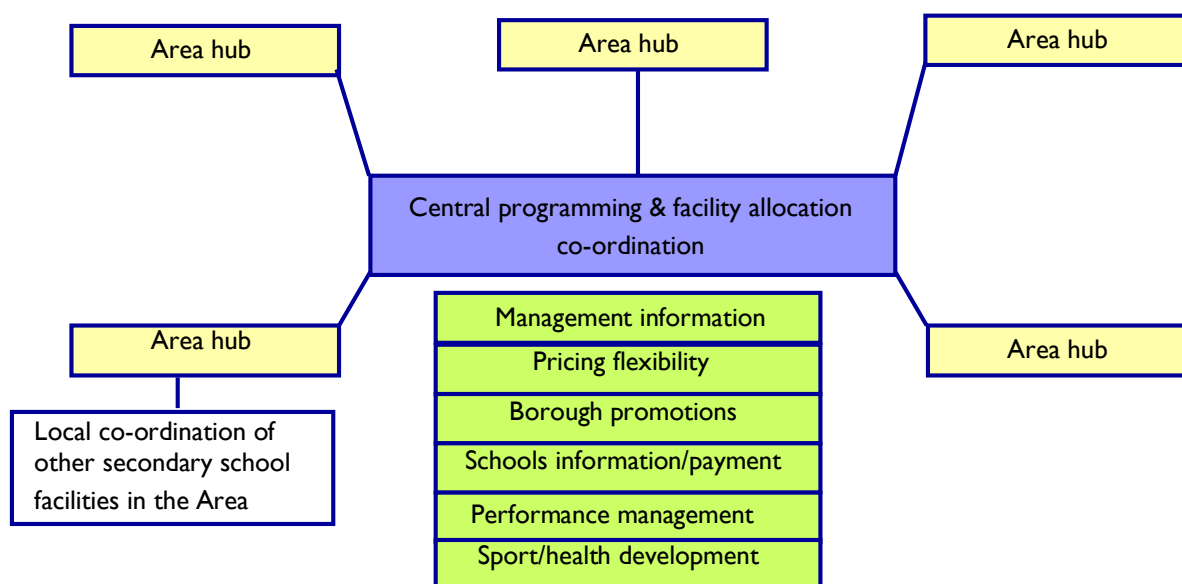 Area hub
Area hub
Area hub
Central programming & facility allocation
co-ordination
Area hub
Area hub
Local co-ordination of
other secondary school
facilities in the Area
Management information
Pricing flexibility
Borough promotions
Schools information/payment
Performance management
Sport/health development